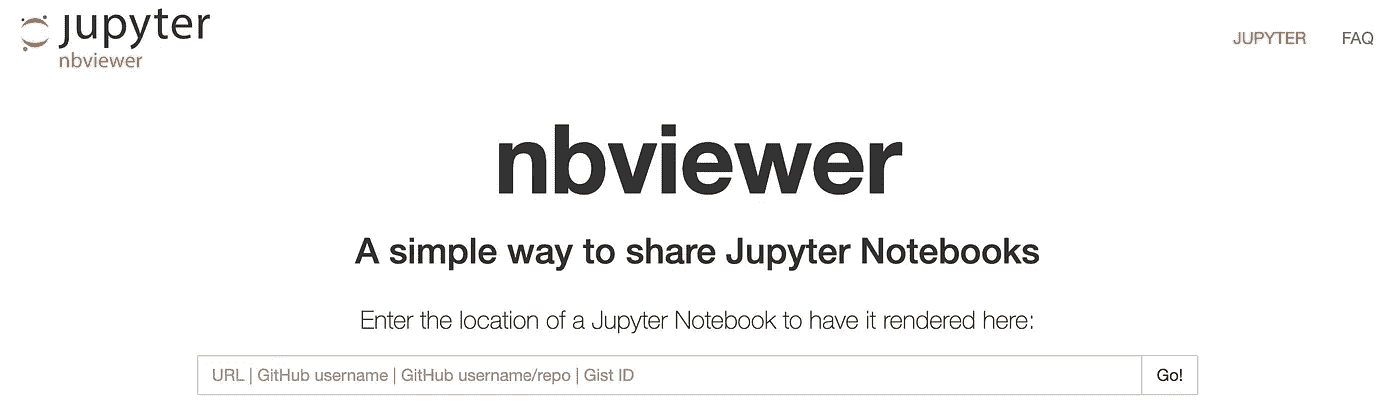 jupyter
nbviewer
JUPYTER FAQ
nbviewer
A simple way to share Jupyter Notebooks
Enter the location of a Jupyter Notebook to have it rendered here:
URL | GitHub username | GitHub username/repo | Gist ID Go!